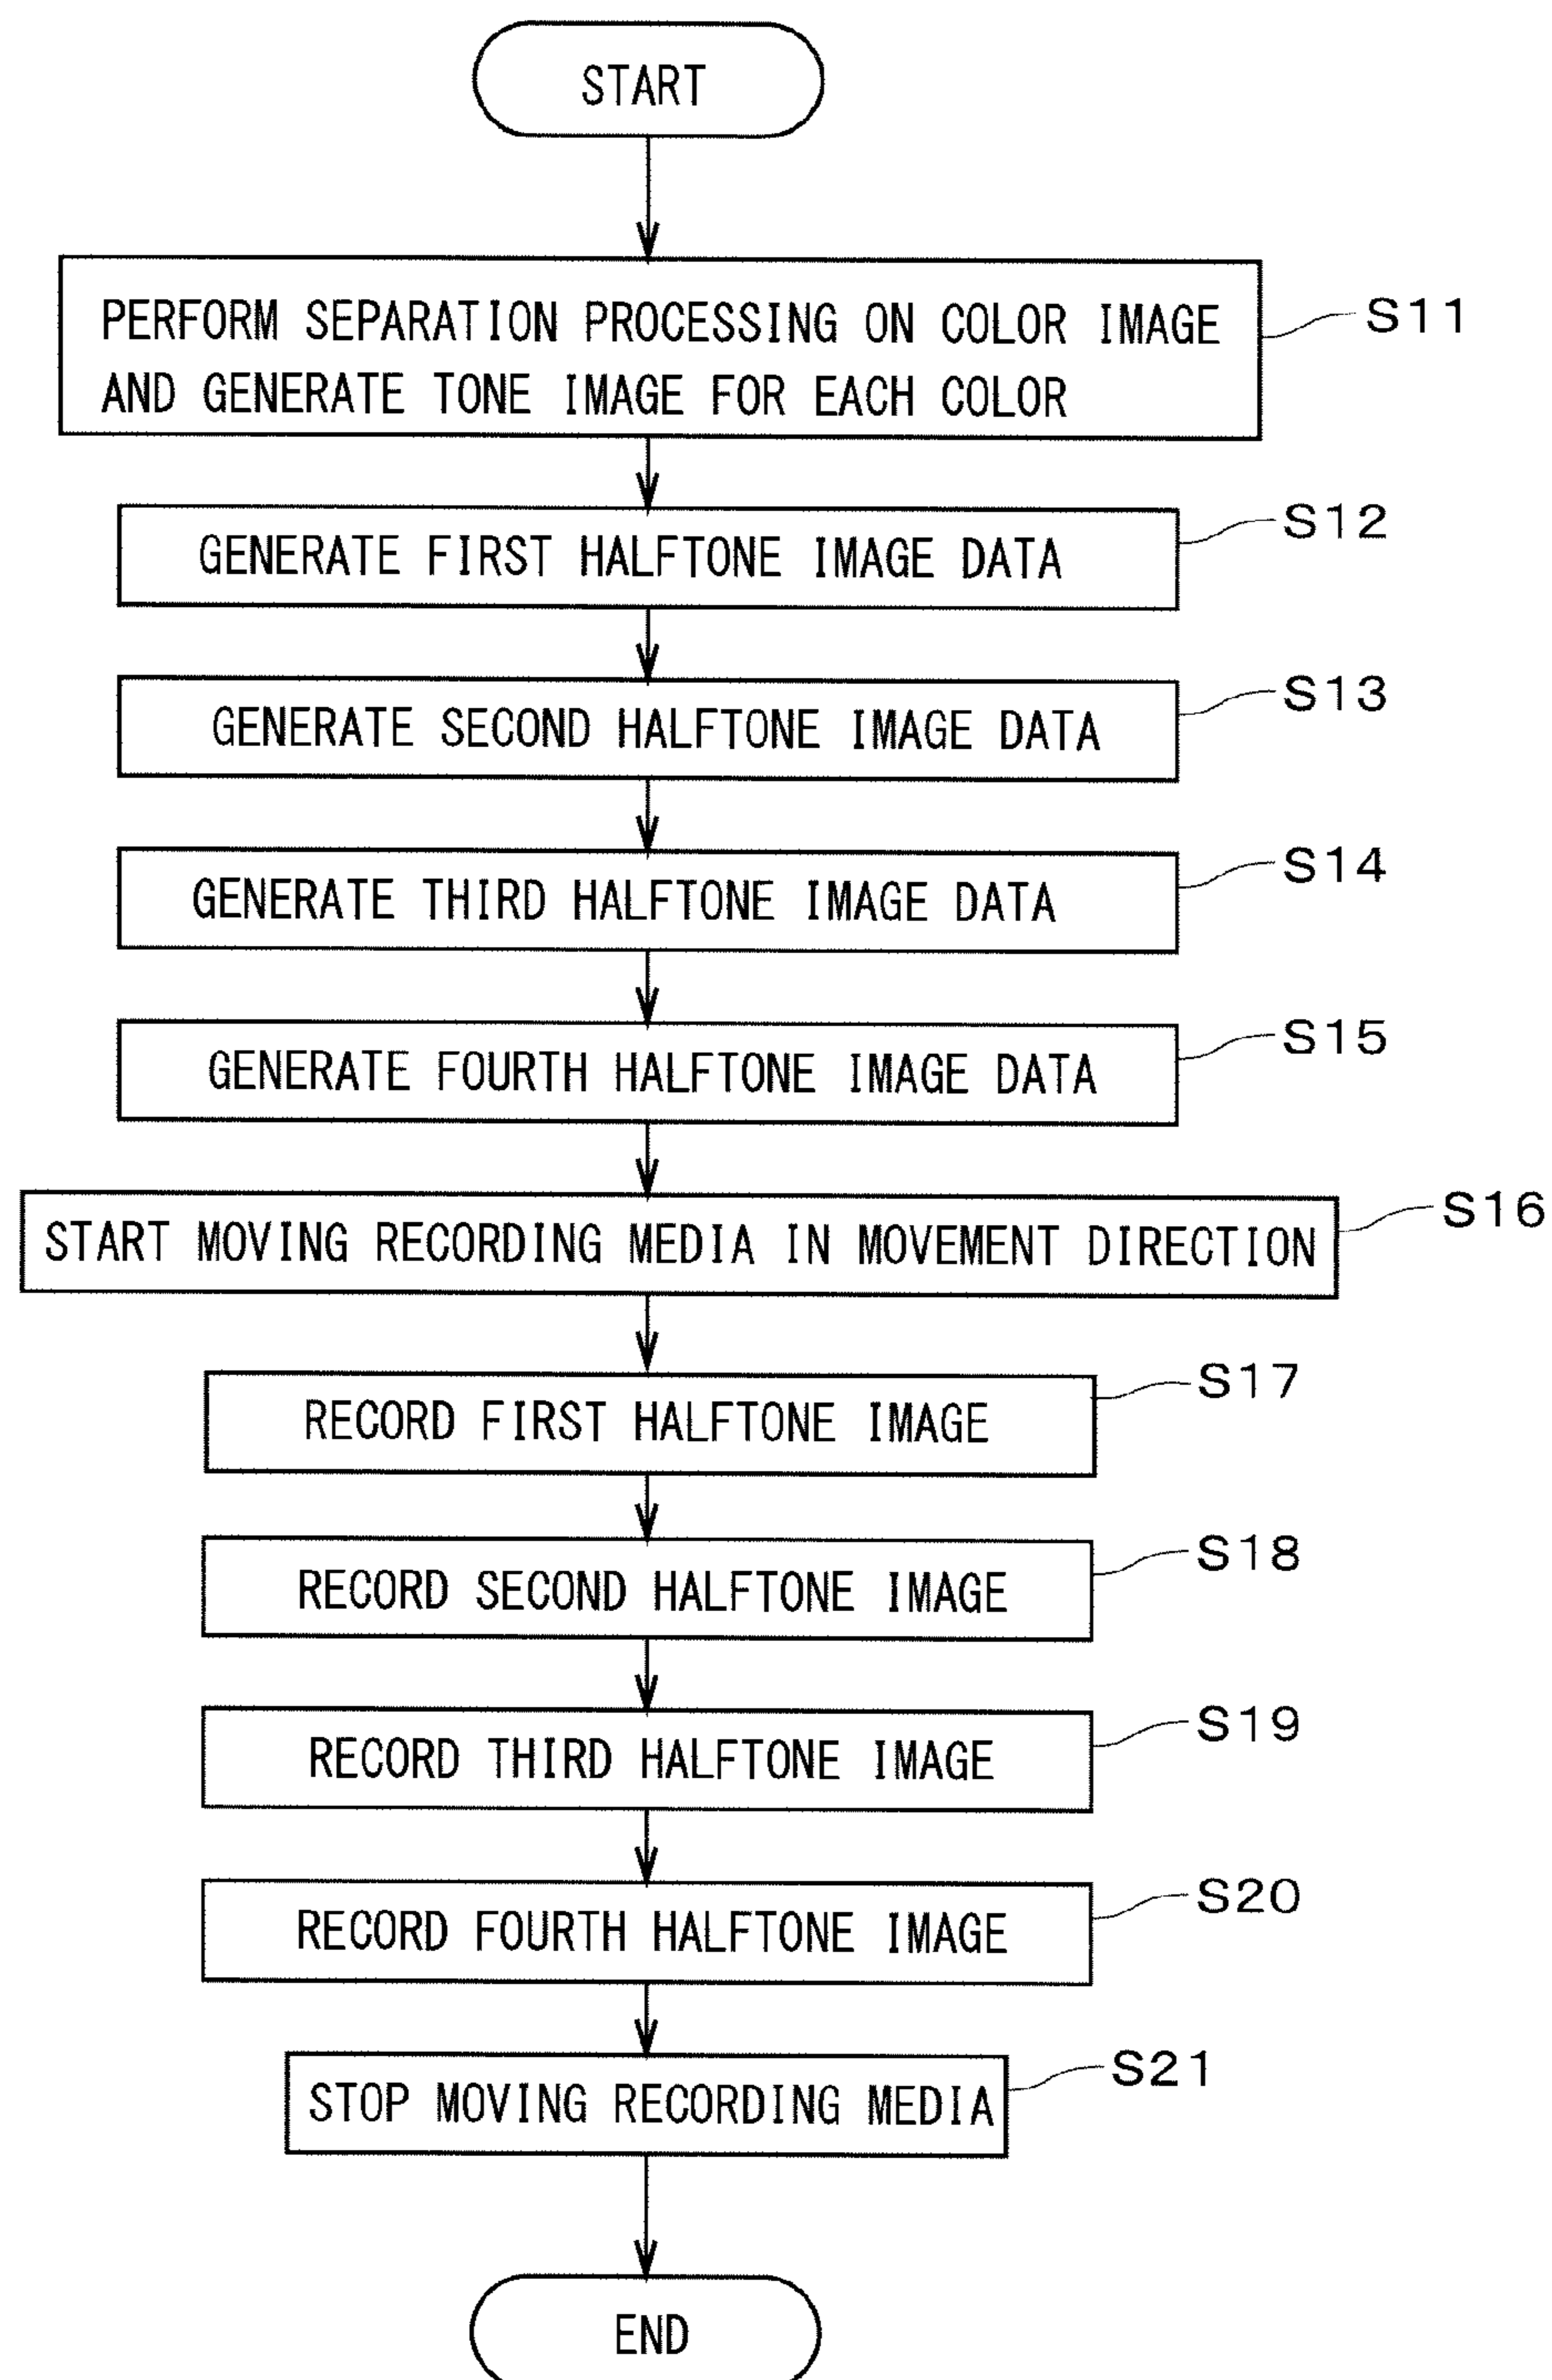 START
PERFORM SEPARATION PROCESSING ON COLOR IMAGE
AND GENERATE TONE IMAGE FOR EACH COLOR
S11
GENERATE FIRST HALFTONE IMAGE DATA
S12
GENERATE SECOND HALFTONE IMAGE DATA
S13
GENERATE THIRD HALFTONE IMAGE DATA
S14
GENERATE FOURTH HALFTONE IMAGE DATA
S15
START MOVING RECORDING MEDIA IN MOVEMENT DIRECTION
S16
RECORD FIRST HALFTONE IMAGE
S17
RECORD SECOND HALFTONE IMAGE
S18
RECORD THIRD HALFTONE IMAGE
S19
RECORD FOURTH HALFTONE IMAGE
S20
STOP MOVING RECORDING MEDIA
S21
END